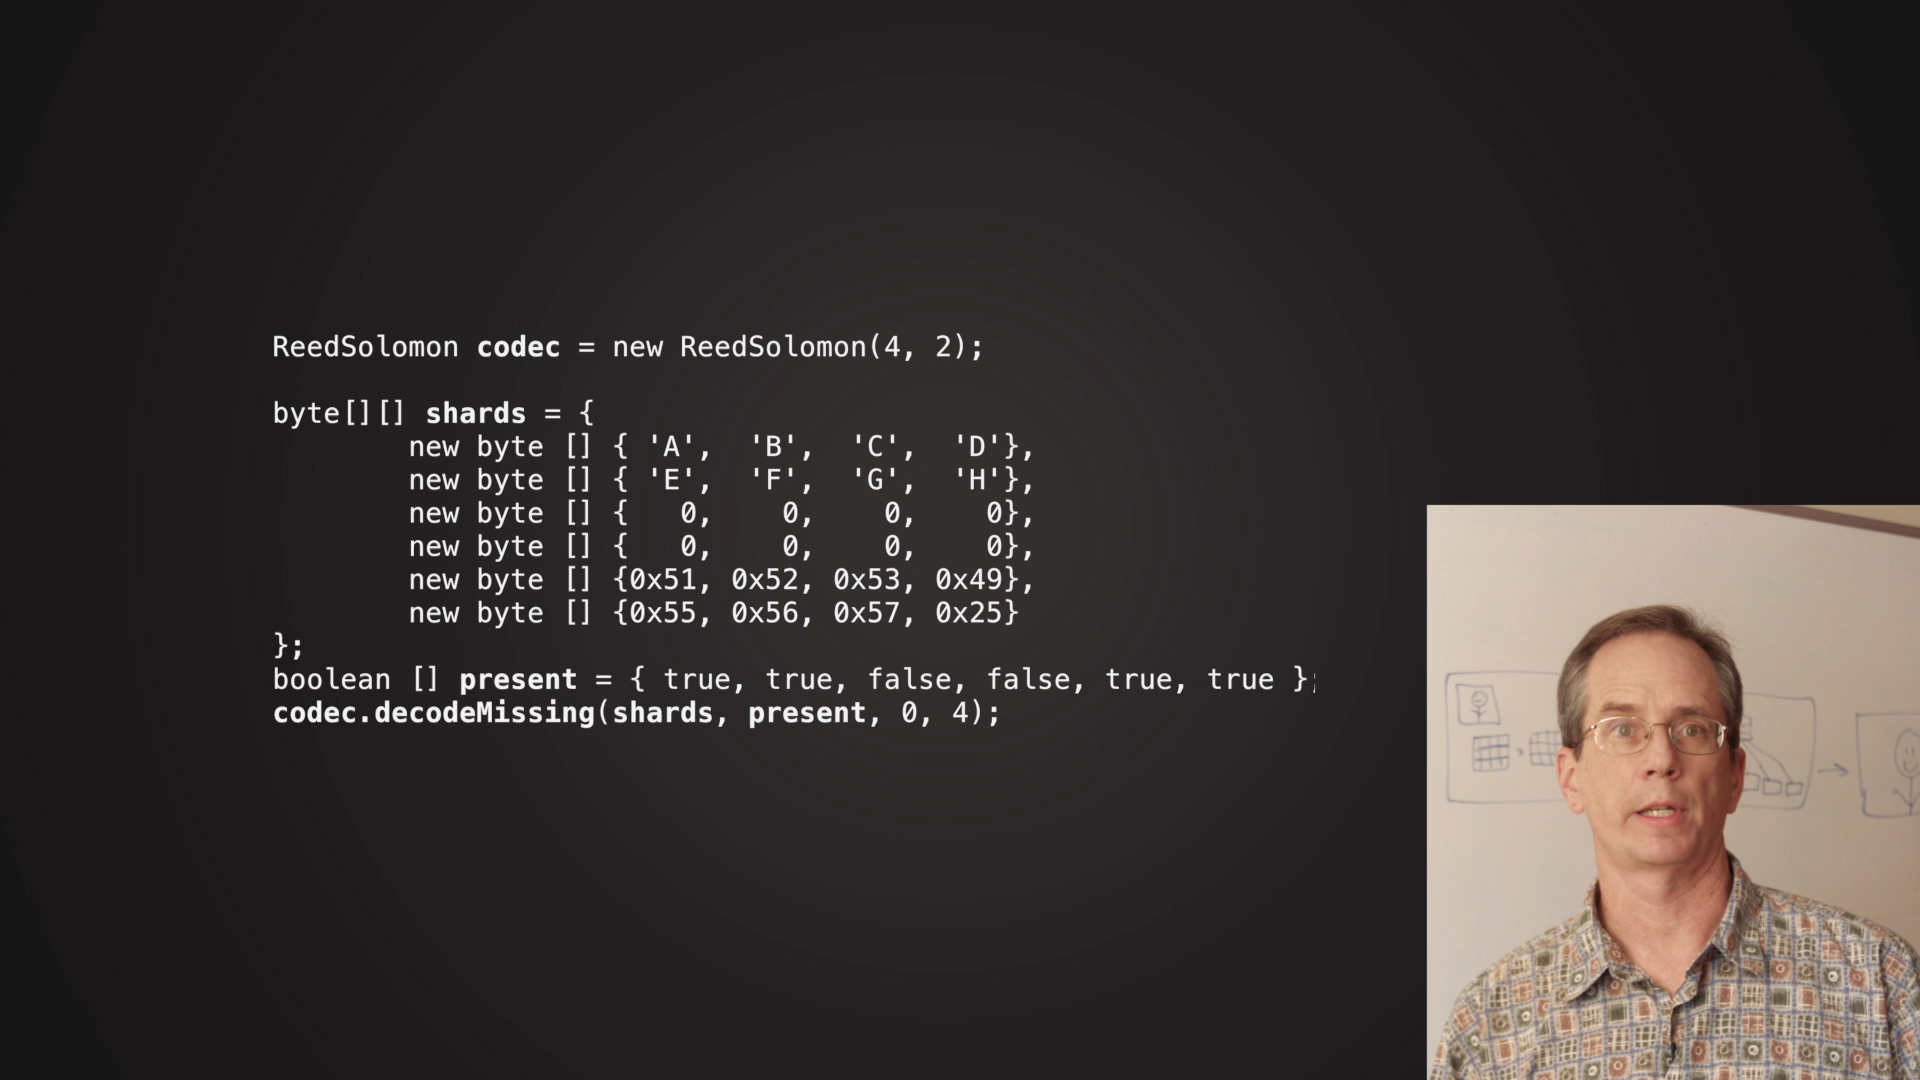 ReedSolomon codec = new ReedSolomon(4, 2);
byte[][] shards = {
new byte [] { 'A', 'B', 'C', 'D'},
new byte [] { 'E', 'F', 'G', 'H'},
new byte [] { 0, 0, 0, 0},
new byte [] { 0, 0, 0, 0},
new byte [] {0x51, 0x52, 0x53, 0x49},
new byte [] {0x55, 0x56, 0x57, 0x25}
};
boolean [] present = { true, true, false, false, true, true };
codec.decodeMissing(shards, present, 0, 4);